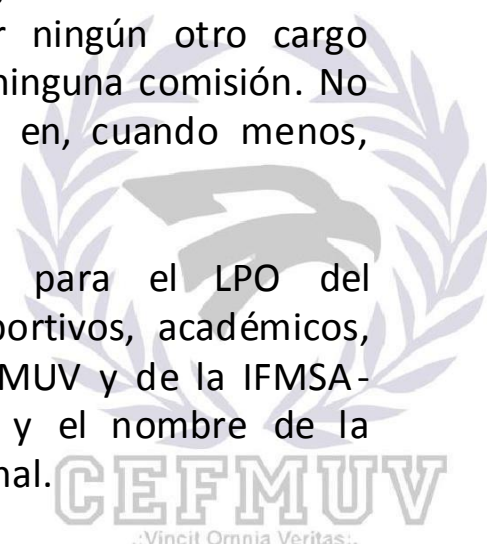 r ningún otro cargo
ninguna comisión. No
en, cuando menos,
para el LPO del
portivos, académicos,
MUV y de la IFMSA-
y el nombre de la
nal.
CEFMUV
.:Vincit Omnia Veritas:.